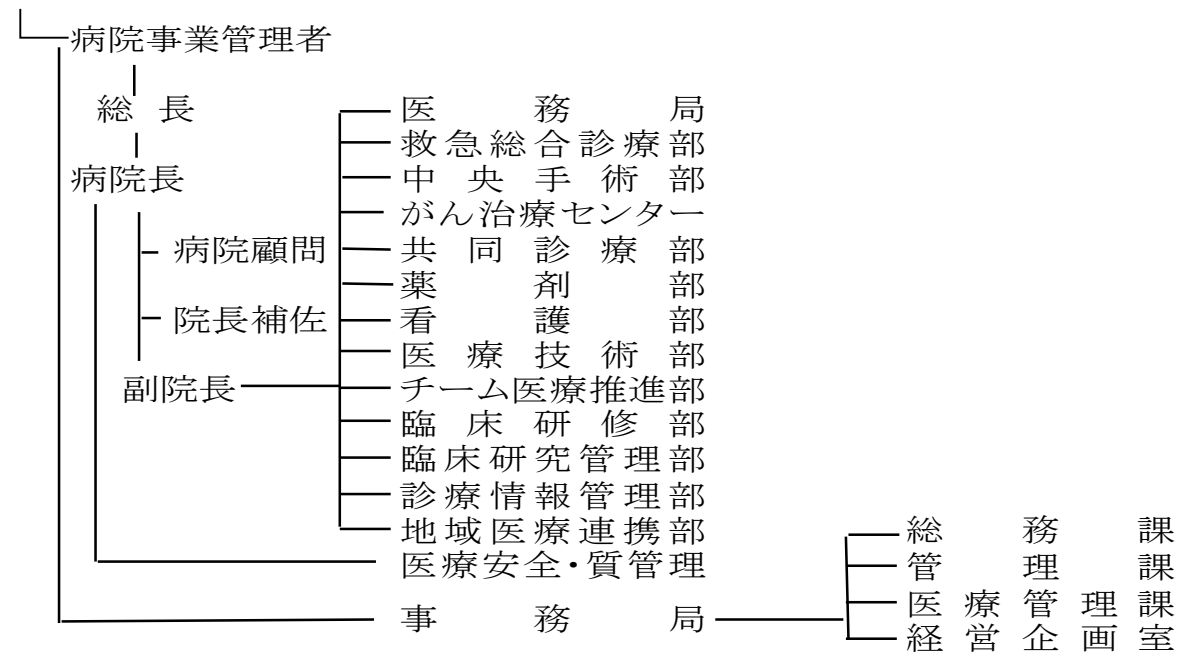 病院事業管理者
総長
医務局
救急総合診療部
病院長
中央手術部
がん治療センター
病院顧問
共同診療部
薬剤部
院長補佐
看護部
医療技術部
副院長
チーム医療推進部
臨床研修部
臨床研究管理部
診療情報管理部
地域医療連携部
医療安全・質管理
事務局
総務課
管理課
医療管理課
経営企画室